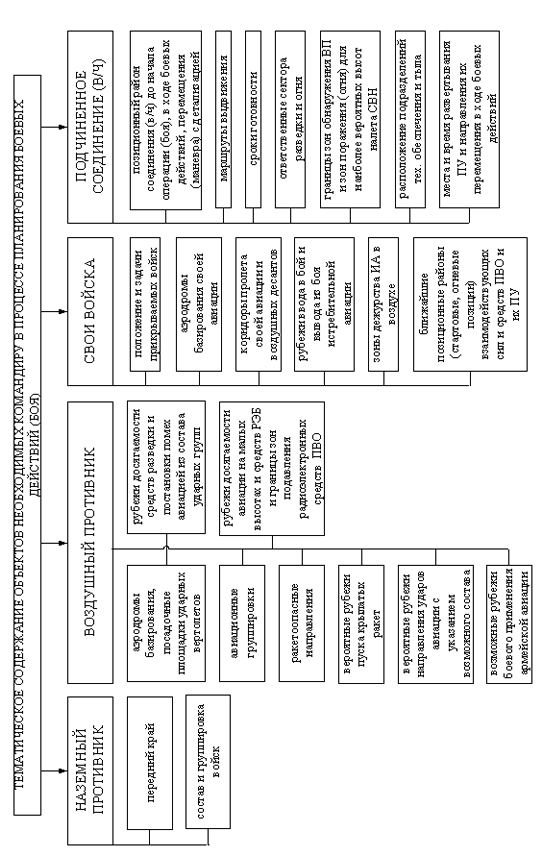 ТЕМАТИЧЕСКОЕ СОДЕРЖАНИЕ ОБЪЕКТОВ НЕОБХОДИМЫХ КОМАНДИРУ В ПРОЦЕССЕ ПЛАНИРОВАНИЯ БОЕВЫХ
ДЕЙСТВИЙ (БОЯ)
НАЗЕМНЫЙ
ПРОТИВНИК
передний край
состав и группировка
войск
ВОЗДУШНЫЙ ПРОТИВНИК
аэродромы
базирования,
посадочные
площадки ударных
вертолетов
авиационные
группировки
ракетоопасные
направления
вероятные рубежи
пуска крылатых
ракет
вероятные рубежи
направления ударов
авиации с
указанием
возможного состава
возможные рубежи
боевого применения
армейской авиации
рубежи досягаемости
средств разведки и
постановки помех
авиацией из состава
ударных групп
рубежи досягаемости
авиации на малых
высотах и средств РЭБ
и границы зон
подавления
радиоэлектронных
средств ПВО
СВОИ ВОЙСКА
положение и задачи
прикрываемых войск
аэродромы
базирования своей
авиации
коридоры пролета
своей авиации и
воздушных десантов
рубежи ввода в бой и
вывода из боя
истребительной
авиации
зоны дежурства ИА в
воздухе
ближайшие
позиционные районы
(стартовые, огневые
позиции)
взаимодействующих
сил и средств ПВО и
их ПУ
ПОДЧИНЕННОЕ
СОЕДИНЕНИЕ (В/Ч)
позиционный район
соединения (в/ч) до начала
операции (боя), в ходе боевых
действий, перемещения
(маневра) с детализацией
маршруты выдвижения
сроки готовности
ответственные сектора
разведки и огня
границы зон обнаружения ВП
и зон поражения (огня) для
наиболее вероятных высот
налета СВН
расположение подразделений
тех. обеспечения и тыла
места и время развертывания
ПУ и направления их
перемещения в ходе боевых
действий